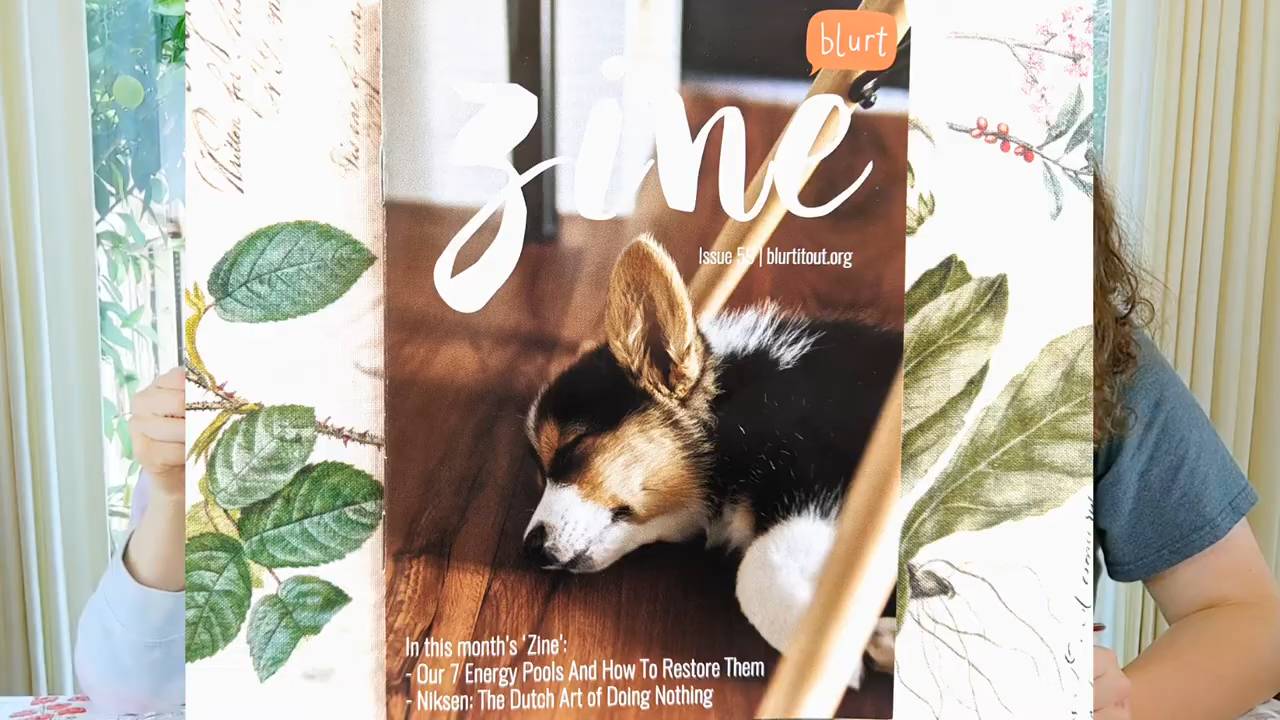 blurt
zine
Issue | blurtitout.org
In this month's 'Zine':
- Our 7 Energy Pools And How To Restore Them
- Niksen: The Dutch Art of Doing Nothing